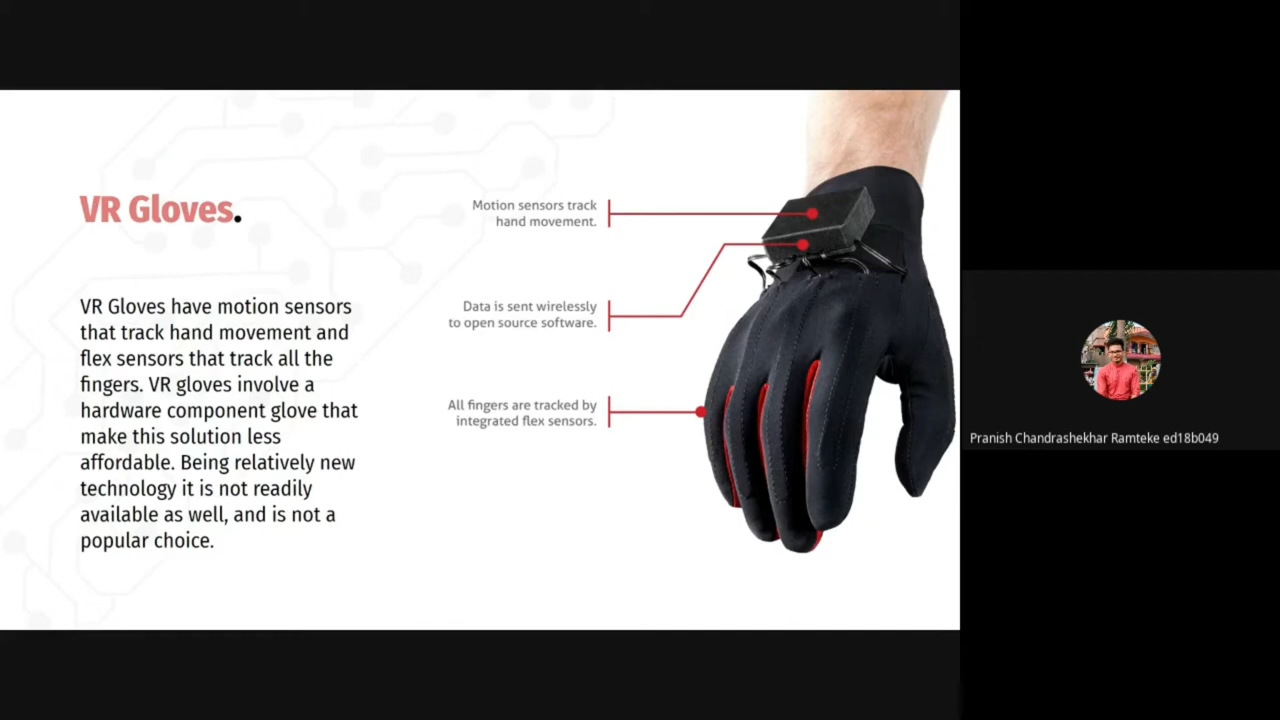 VR Gloves.
VR Gloves have motion sensors
that track hand movement and
flex sensors that track all the
fingers. VR gloves involve a
hardware component glove that
make this solution less
affordable. Being relatively new
technology it is not readily
available as well, and is not a
popular choice.
Motion sensors track
hand movement.
Data is sent wirelessly
to open source software.
All fingers are tracked by
integrated flex sensors.
Pranish Chandrashekhar Ramteke ed18b049